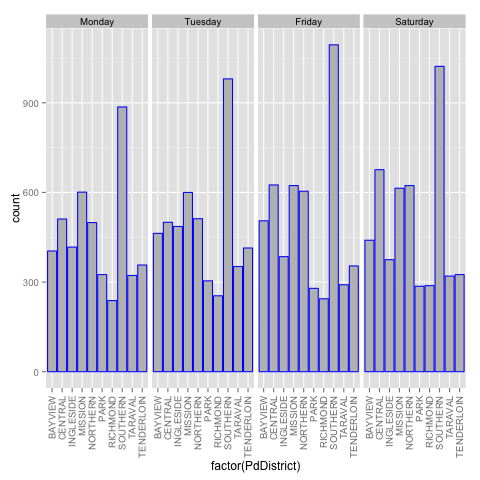 Monday Tuesday Friday Saturday
count
900
600
300
0
BAYVIEW CENTRAL INGLESIDE MISSION NORTHERN PARK RICHMOND SOUTHERN TARAVAL TENDERLOIN BAYVIEW CENTRAL INGLESIDE MISSION NORTHERN PARK RICHMOND SOUTHERN TARAVAL TENDERLOIN BAYVIEW CENTRAL INGLESIDE MISSION NORTHERN PARK RICHMOND SOUTHERN TARAVAL TENDERLOIN BAYVIEW CENTRAL INGLESIDE MISSION NORTHERN PARK RICHMOND SOUTHERN TARAVAL TENDERLOIN
factor(PdDistrict)